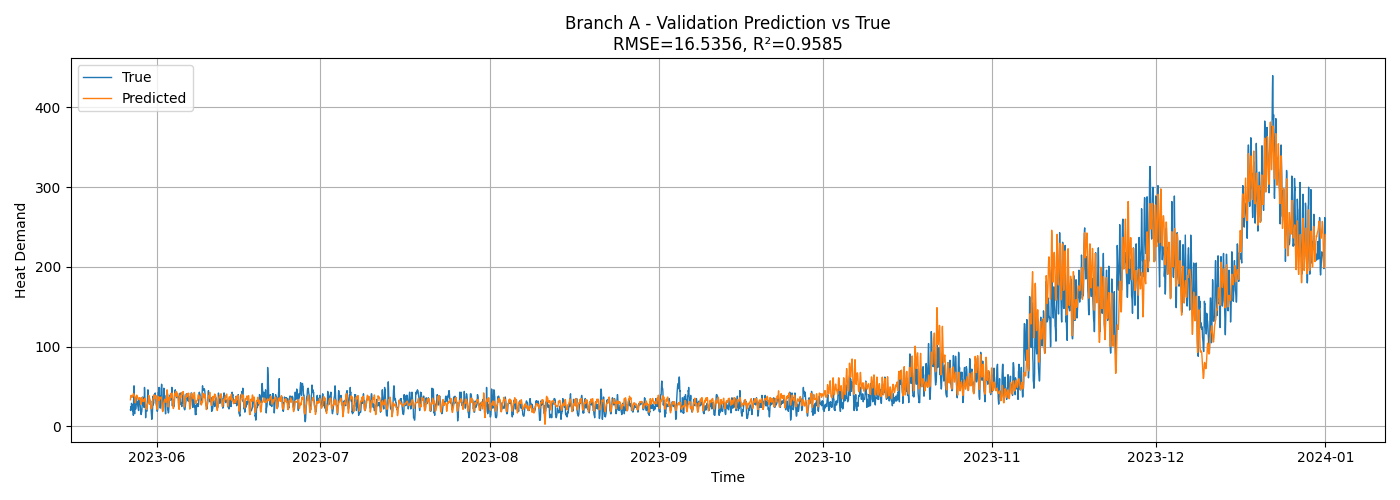 Branch A - Validation Prediction vs True
RMSE=16.5356, R²=0.9585
True
Predicted
Heat Demand
400
300
200
100
0
2023-06 2023-07 2023-08 2023-09 2023-10 2023-11 2023-12 2024-01
Time